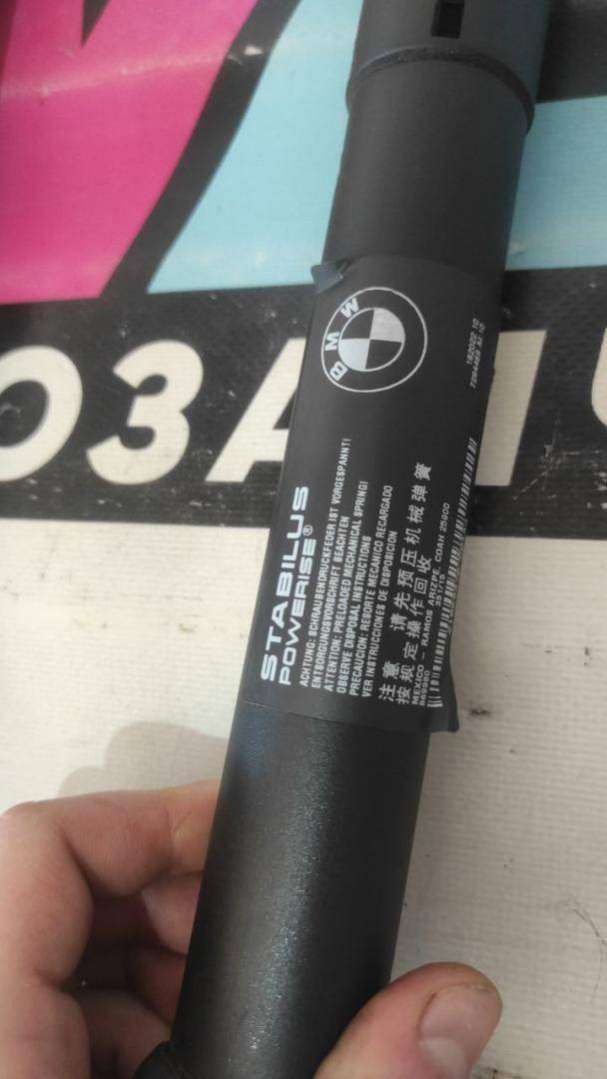 BMW
STABILUS
POWERISE®
ACHTUNG: SCHRAUBENDRUCKFEDER IST VORGESPANNT!
ENTSORGUNGSVORSCHRIFT BEACHTEN
ATTENTION: PRELOADED MECHANICAL SPRING!
OBSERVE DISPOSAL INSTRUCTIONS
PRECAUCION: RESORTE MECANICO RECARGADO
VER INSTRUCCIONES DE DISPOSICION
注意 请先预压机械弹簧
按规定操作回收
MEXICO - RAMOS ARIZPE, COAH 25900
ОЗА